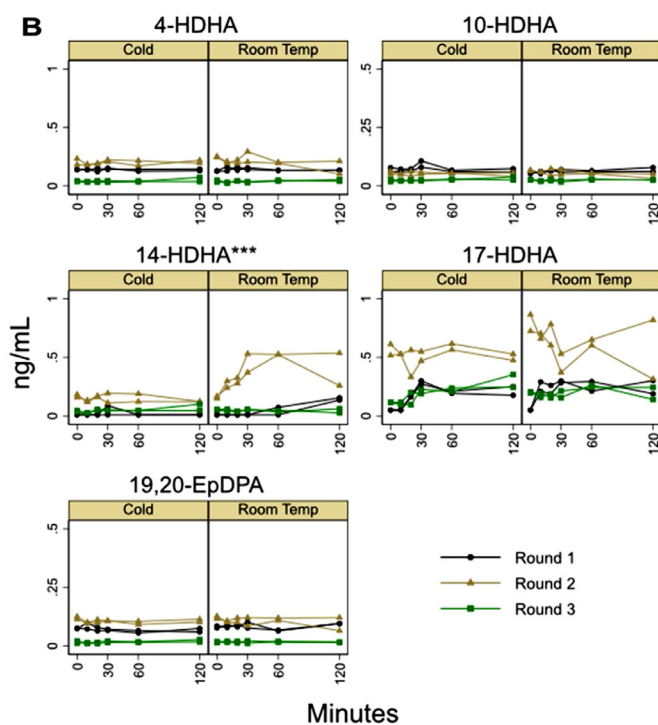 B
4-HDHA
10-HDHA
Cold Room Temp Cold Room Temp
1 .5
.5 .25
0 0
0 30 60 120 0 30 60 120 0 30 60 120 0 30 60 120
14-HDHA*** 17-HDHA
Cold Room Temp Cold Room Temp
ng/mL
1 1
.5 .5
0 0
0 30 60 120 0 30 60 120 0 30 60 120 0 30 60 120
19,20-EpDPA
Cold Room Temp
.5
.25
0
0 30 60 120 0 30 60 120
Round 1
Round 2
Round 3
Minutes